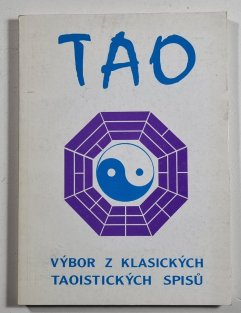 TAO
VÝBOR Z KLASICKÝCH
TAOISTICKÝCH SPISŮ